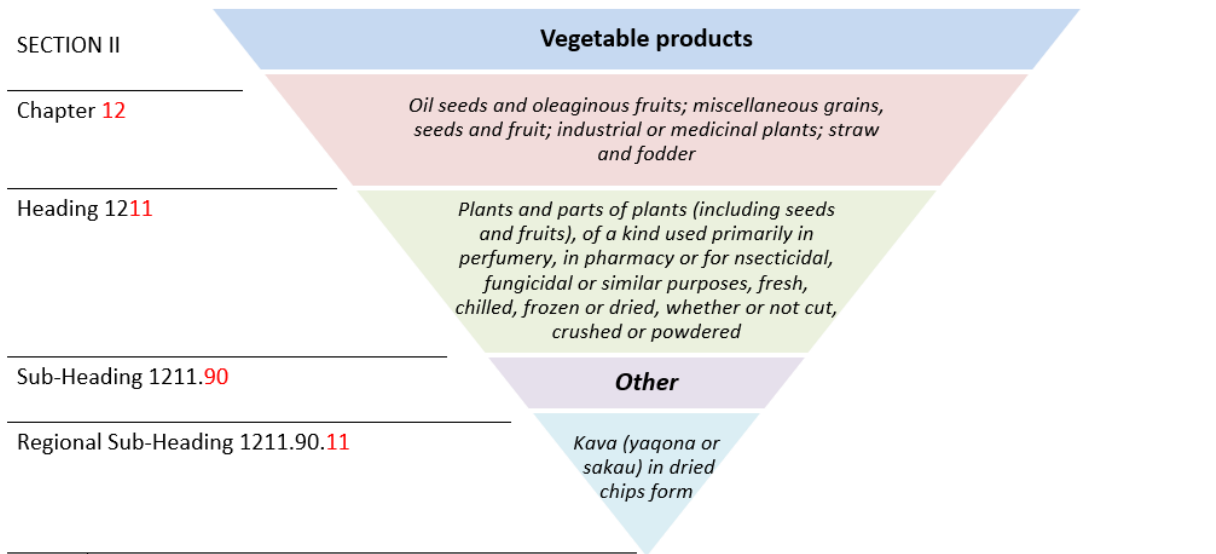 SECTION II
Vegetable products
Chapter 12
Oil seeds and oleaginous fruits; miscellaneous grains,
seeds and fruit; industrial or medicinal plants; straw
and fodder
Heading 1211
Plants and parts of plants (including seeds
and fruits), of a kind used primarily in
perfumery, in pharmacy or for nsecticidal,
fungicidal or similar purposes, fresh,
chilled, frozen or dried, whether or not cut,
crushed or powdered
Sub-Heading 1211.90
Other
Regional Sub-Heading 1211.90.11
Kava (yaqona or
sakau) in dried
chips form